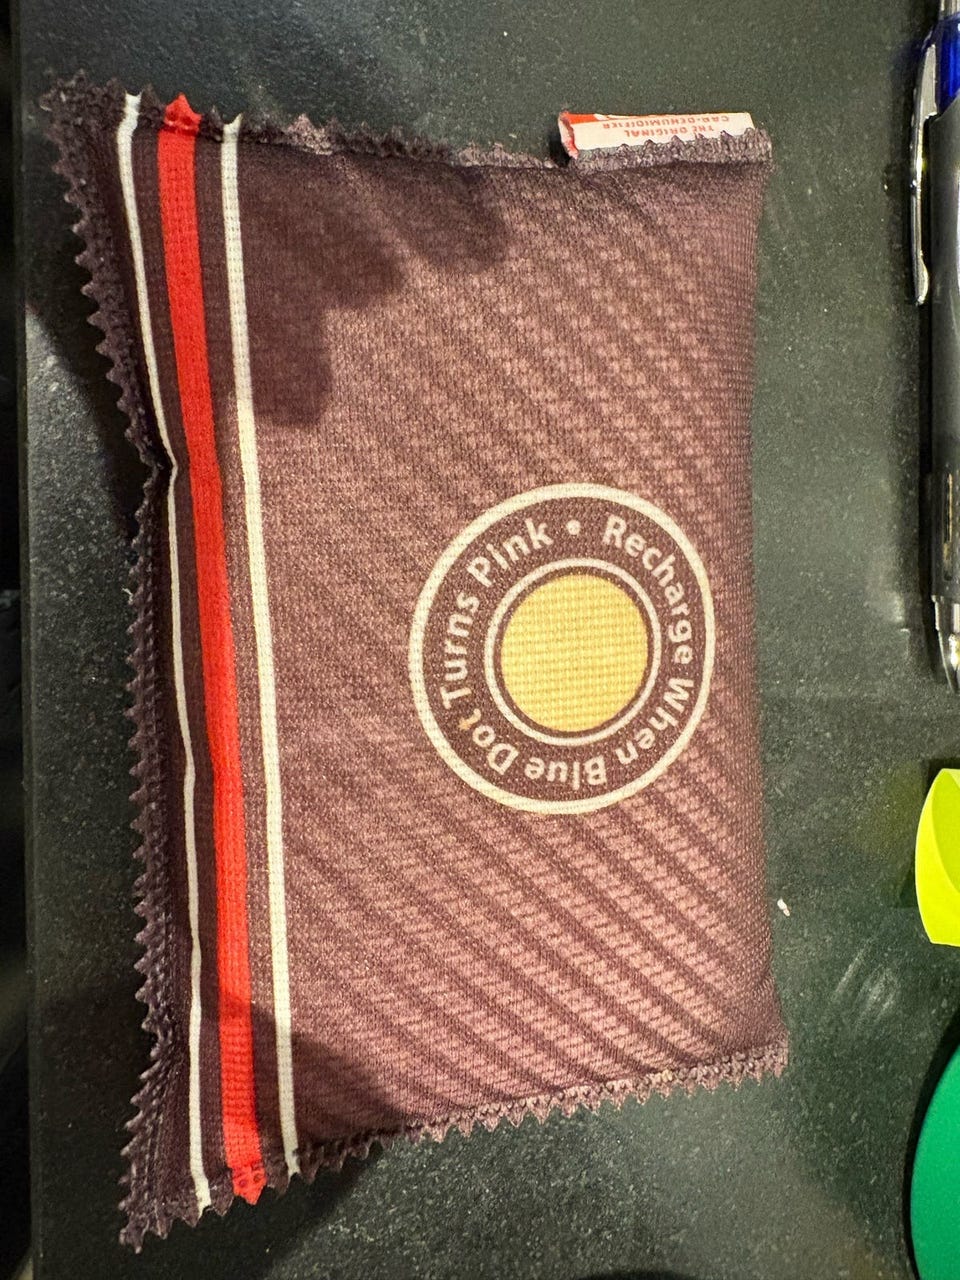 THE ORIGINAL
CAR-DEHUMIDIFIER
Recharge When Blue Dot Turns Pink •